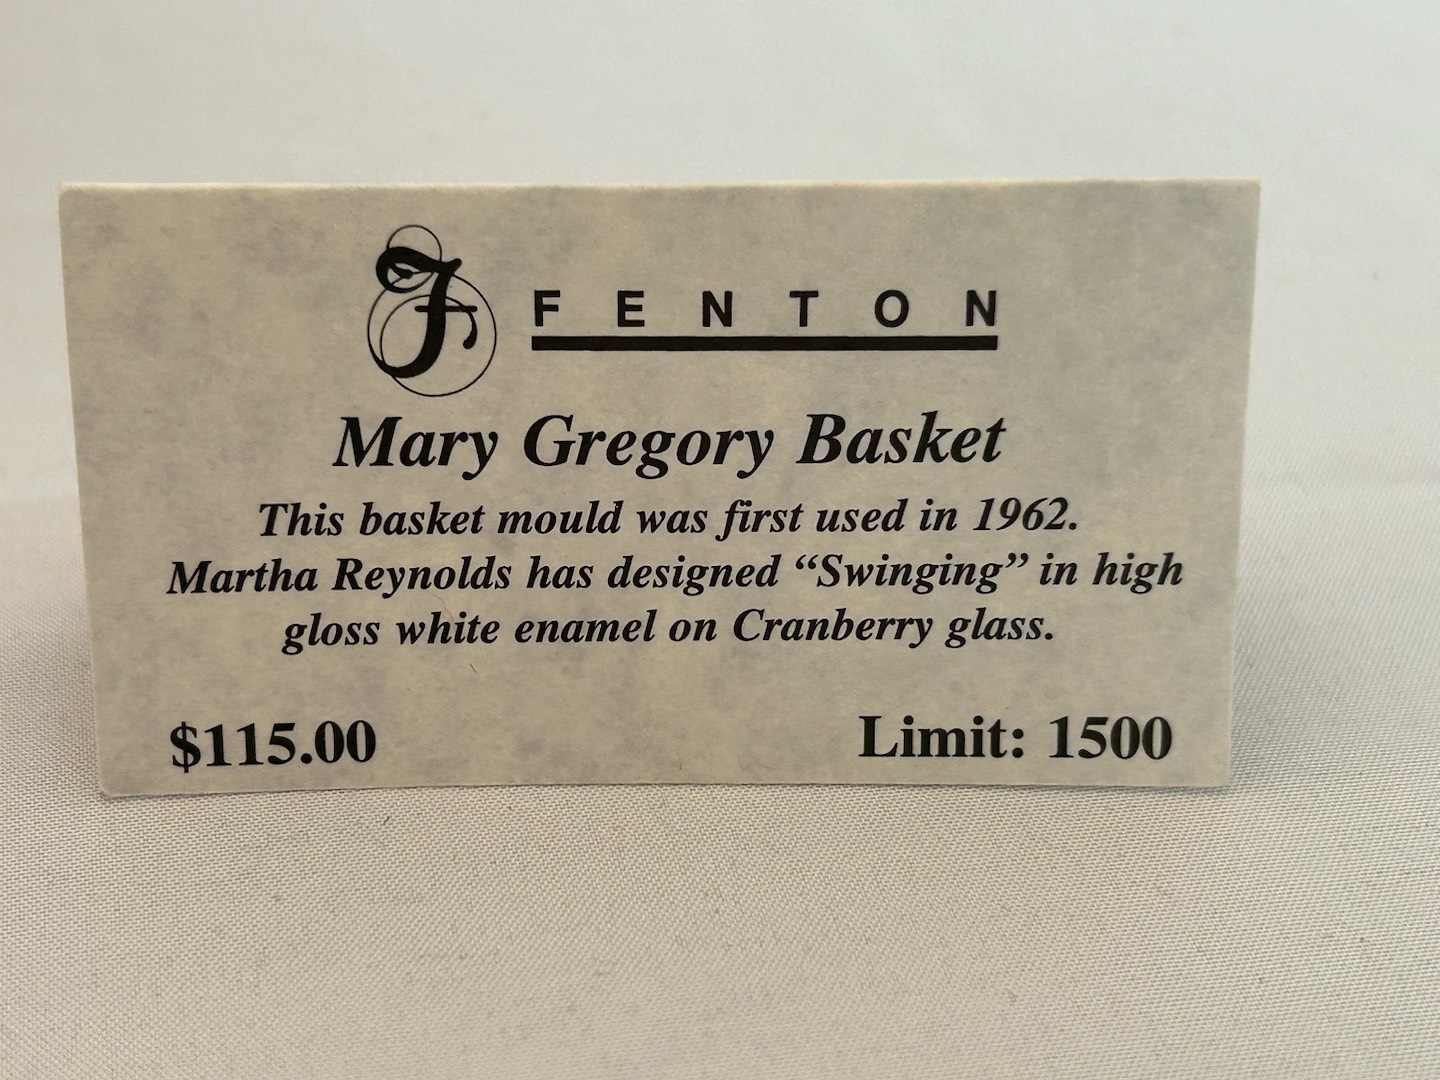 F FENTON
Mary Gregory Basket
This basket mould was first used in 1962.
Martha Reynolds has designed “Swinging” in high
gloss white enamel on Cranberry glass.
$115.00 Limit: 1500